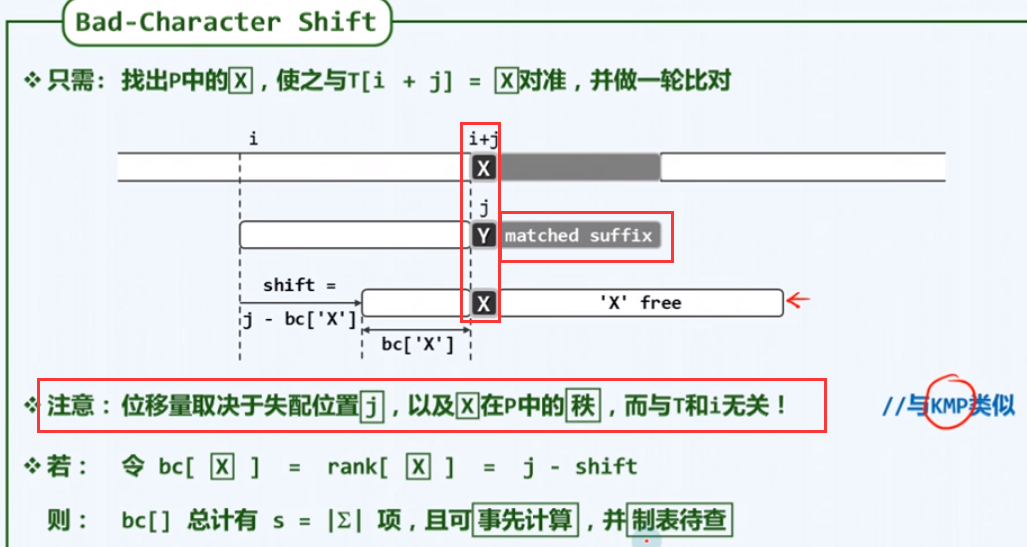 Bad-Character Shift
❖ 只需: 找出P中的X,使之与T[i + j] = X对准,并做一轮比对
i i+j
X
j
Y matched suffix
shift =
X 'X' free
j - bc['X']
bc['X']
❖ 注意: 位移量取决于失配位置j,以及X在P中的秩,而与T和i无关! //与KMP类似
❖ 若: 令 bc[ X ] = rank[ X ] = j - shift
则: bc[] 总计有 s = |Σ| 项,且可事先计算,并制表待查